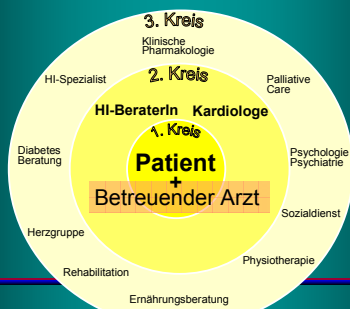 3. Kreis
Klinische
Pharmakologie
HI-Spezialist
2. Kreis
Palliative
Care
HI-BeraterIn
Kardiologe
1. Kreis
Diabetes
Beratung
Patient
+
Betreuender Arzt
Psychologie
Psychiatrie
Sozialdienst
Herzgruppe
Physiotherapie
Rehabilitation
Ernährungsberatung